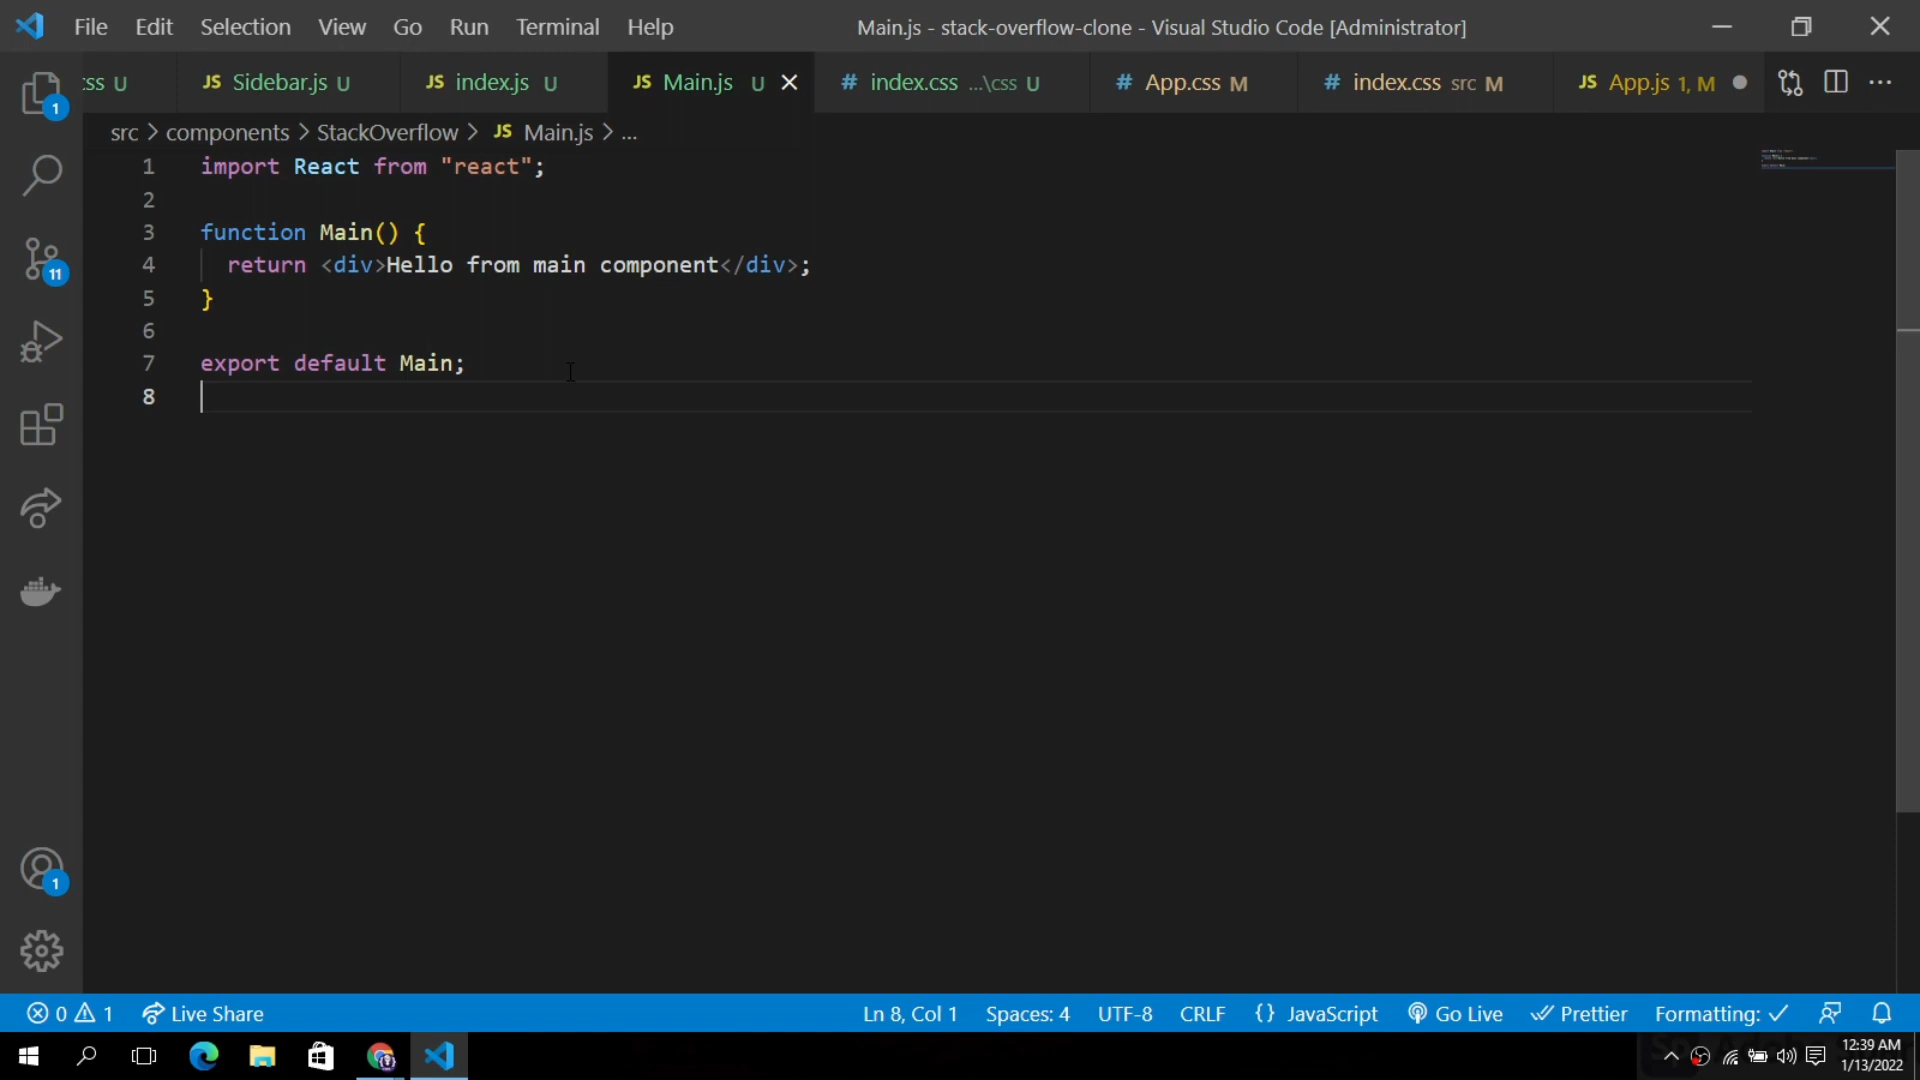 File Edit Selection View Go Run Terminal Help Main.js - stack-overflow-clone - Visual Studio Code [Administrator]
ss U JS Sidebar.js U JS index.js U JS Main.js U # index.css ...\css U # App.css M # index.css src M JS App.js 1, M
src > components > StackOverflow > JS Main.js > ...
1 import React from "react";
2
3 function Main() {
4 return <div>Hello from main component</div>;
5 }
6
7 export default Main;
8
1
11
1
0 1 Live Share Ln 8, Col 1 Spaces: 4 UTF-8 CRLF {} JavaScript Go Live Prettier Formatting: ✓
12:39 AM
1/13/2022